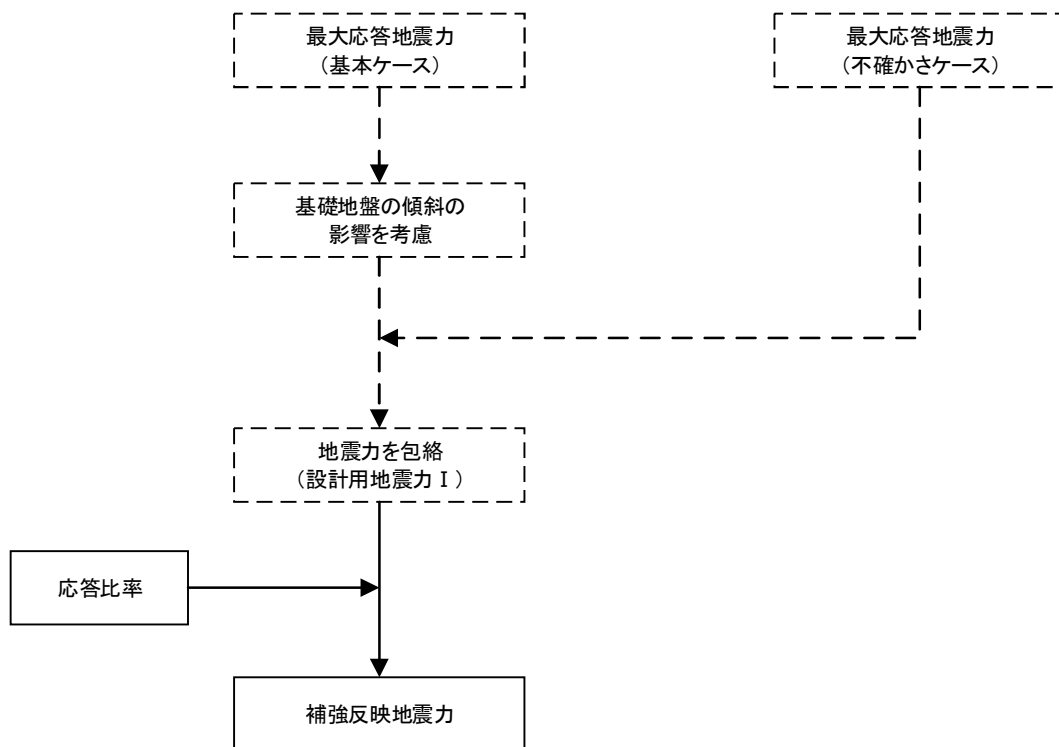 最大応答地震力
(基本ケース)
最大応答地震力
(不確かさケース)
基礎地盤の傾斜の
影響を考慮
地震力を包絡
(設計用地震力Ⅰ)
応答比率
補強反映地震力